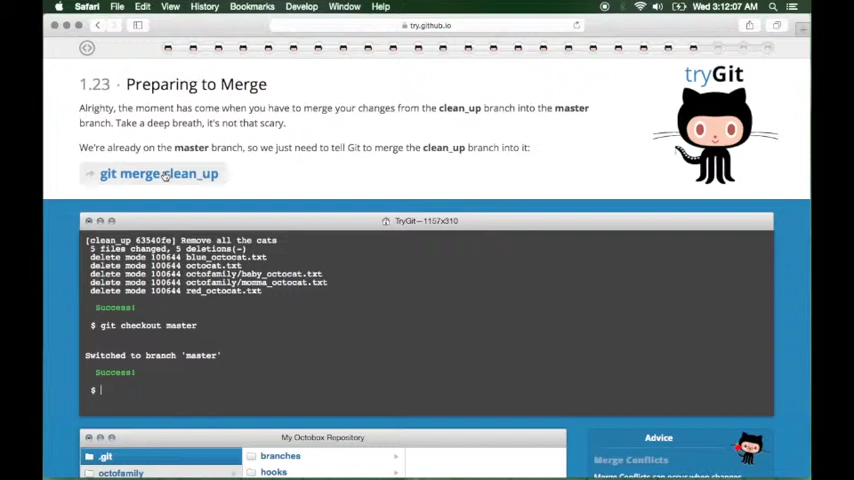 Safari File Edit View History Bookmarks Develop Window Help Wed 3:12:07 AM
try.github.io
1.23 · Preparing to Merge
tryGit
Alrighty, the moment has come when you have to merge your changes from the clean_up branch into the master
branch. Take a deep breath, it's not that scary.
We're already on the master branch, so we just need to tell Git to merge the clean_up branch into it:
git merge clean_up
TryGit — 1157x310
[clean_up 63540fe] Remove all the cats
5 files changed, 5 deletions(-)
delete mode 100644 blue_octocat.txt
delete mode 100644 octocat.txt
delete mode 100644 octofamily/baby_octocat.txt
delete mode 100644 octofamily/momma_octocat.txt
delete mode 100644 red_octocat.txt
Success!
$ git checkout master
Switched to branch 'master'
Success!
$
My Octobox Repository
Advice
.git
branches
Merge Conflicts
octofamily
hooks
Merge Conflicts can occur when changes